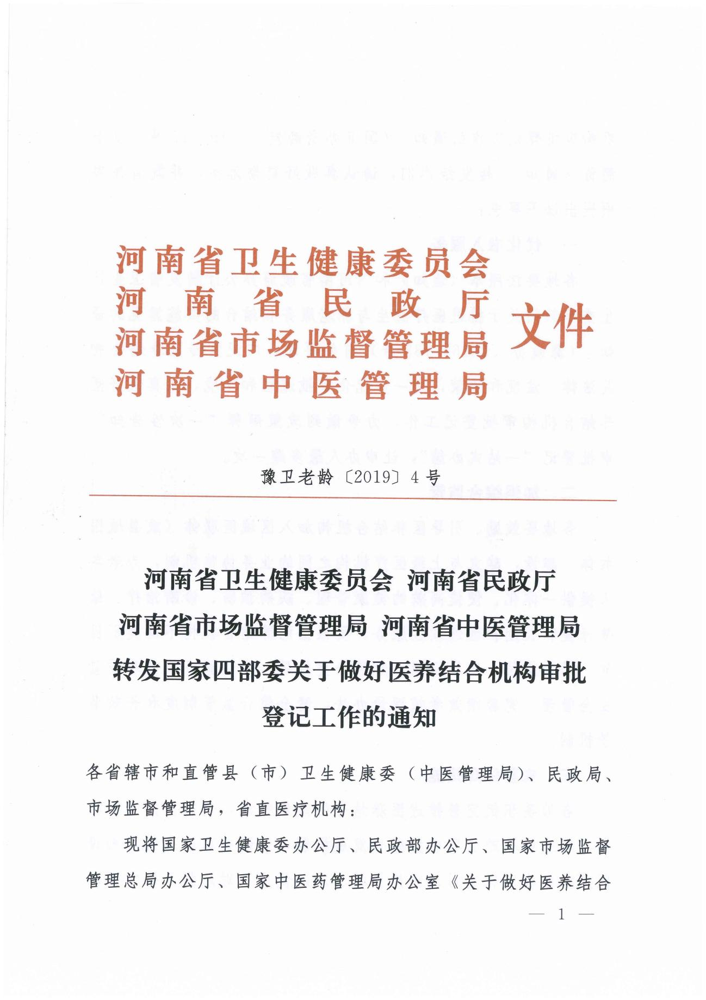 河南省卫生健康委员会
河南省民政厅
河南省市场监督管理局
河南省中医管理局
文件
豫卫老龄〔2019〕4号
河南省卫生健康委员会 河南省民政厅
河南省市场监督管理局 河南省中医管理局
转发国家四部委关于做好医养结合机构审批
登记工作的通知
各省辖市和直管县（市）卫生健康委（中医管理局）、民政局、
市场监督管理局，省直医疗机构：
现将国家卫生健康委办公厅、民政部办公厅、国家市场监督
管理总局办公厅、国家中医药管理局办公室《关于做好医养结合
— 1 —